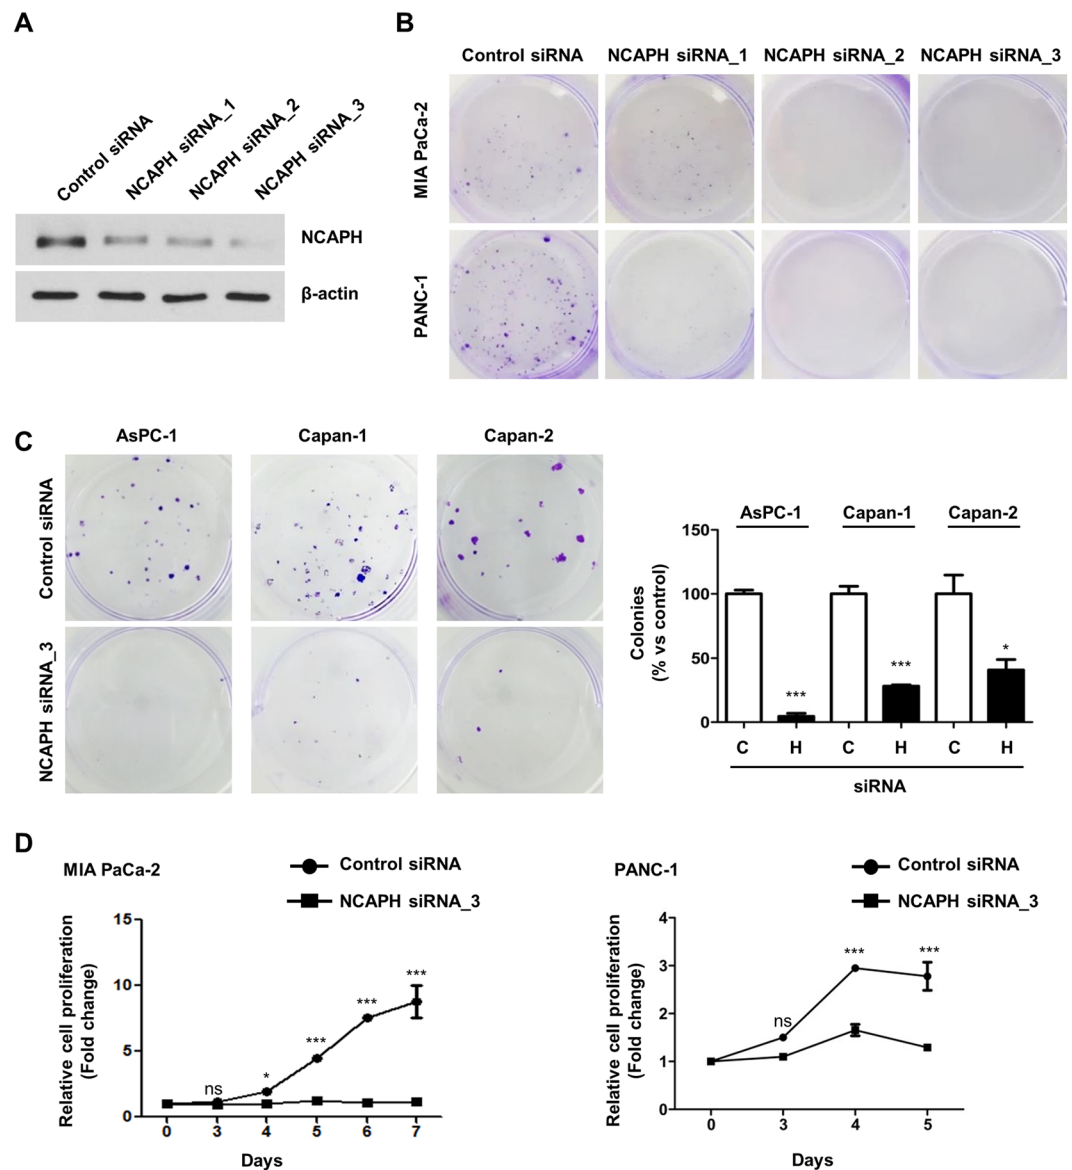 A
Control siRNA
NCAPH siRNA_1
NCAPH siRNA_2
NCAPH siRNA_3
NCAPH
β-actin
B
Control siRNA NCAPH siRNA_1 NCAPH siRNA_2 NCAPH siRNA_3
MIA PaCa-2
PANC-1
C
AsPC-1 Capan-1 Capan-2
Control siRNA
NCAPH siRNA_3
AsPC-1 Capan-1 Capan-2
Colonies
(% vs control)
150
100
50
0
*** *** *
C H C H C H
siRNA
D
MIA PaCa-2
Control siRNA
NCAPH siRNA_3
Relative cell proliferation
(Fold change)
15
10
5
0
ns * *** *** ***
0 3 4 5 6 7
Days
PANC-1
Control siRNA
NCAPH siRNA_3
Relative cell proliferation
(Fold change)
4
3
2
1
0
ns *** ***
0 3 4 5
Days